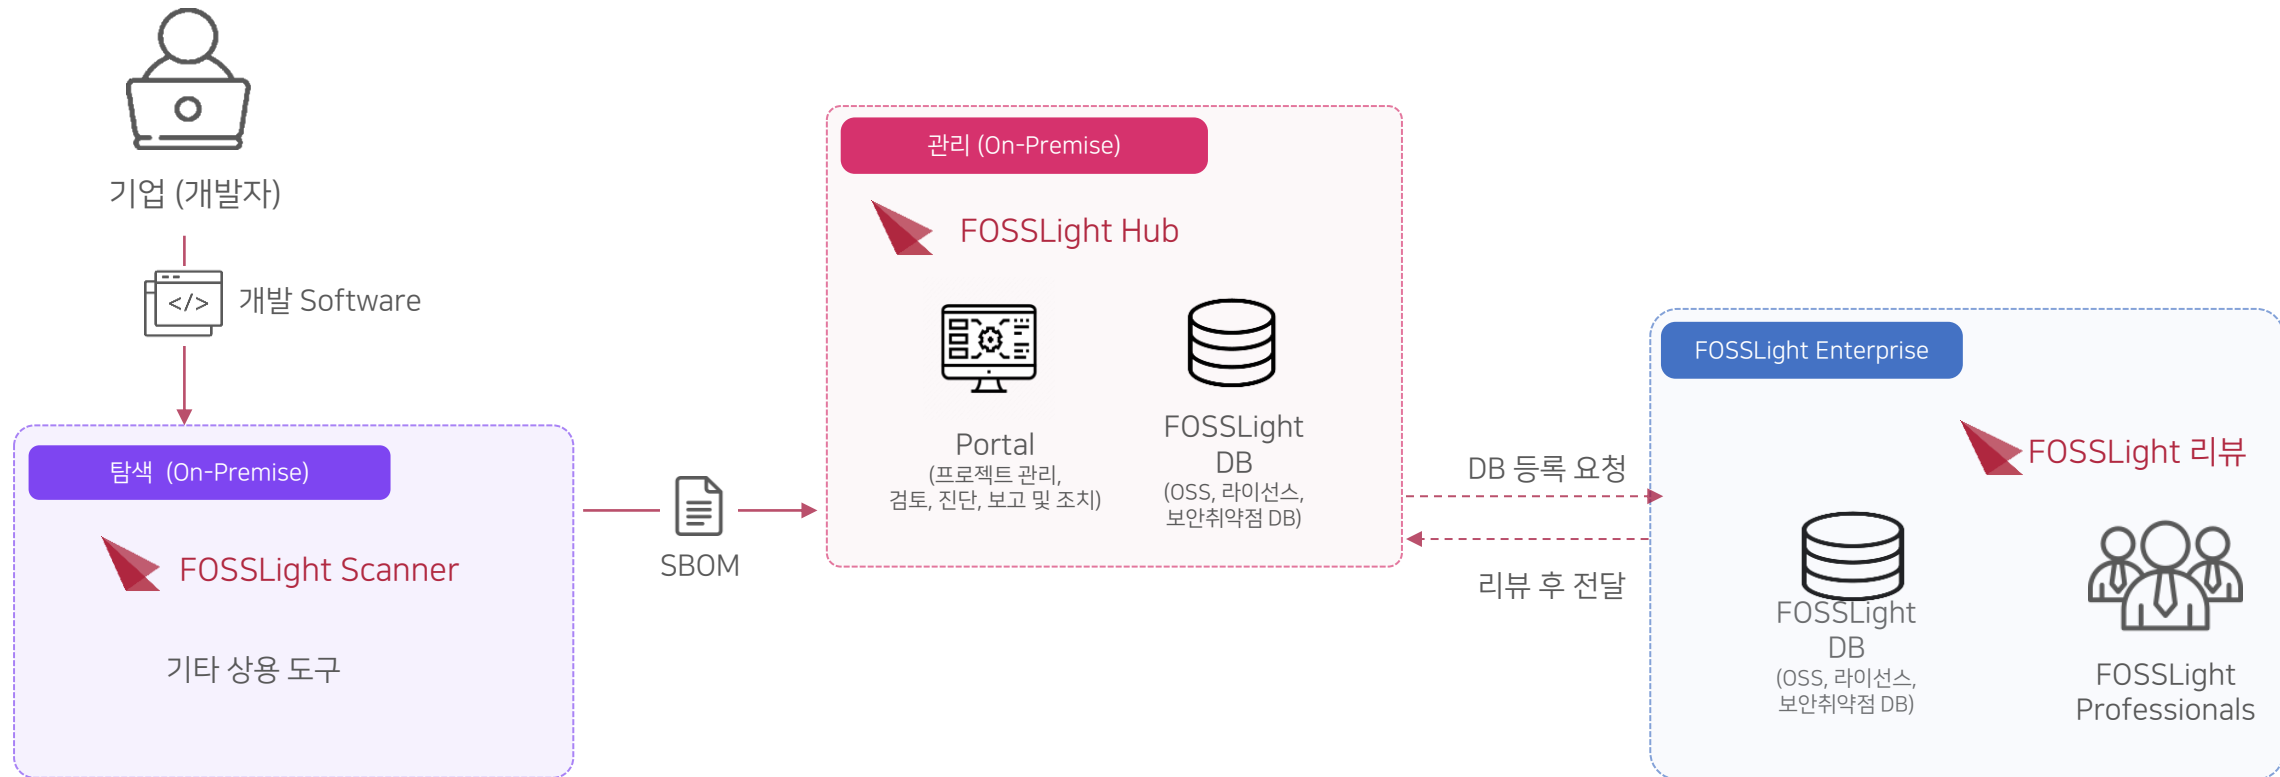 기업 (개발자)
</>
개발 Software
탐색 (On-Premise)
FOSSLight Scanner
기타 상용 도구
SBOM
관리 (On-Premise)
FOSSLight Hub
Portal
(프로젝트 관리,
검토, 진단, 보고 및 조치)
FOSSLight
DB
(OSS, 라이선스,
보안취약점 DB)
DB 등록 요청
리뷰 후 전달
FOSSLight Enterprise
FOSSLight 리뷰
FOSSLight
DB
(OSS, 라이선스,
보안취약점 DB)
FOSSLight
Professionals